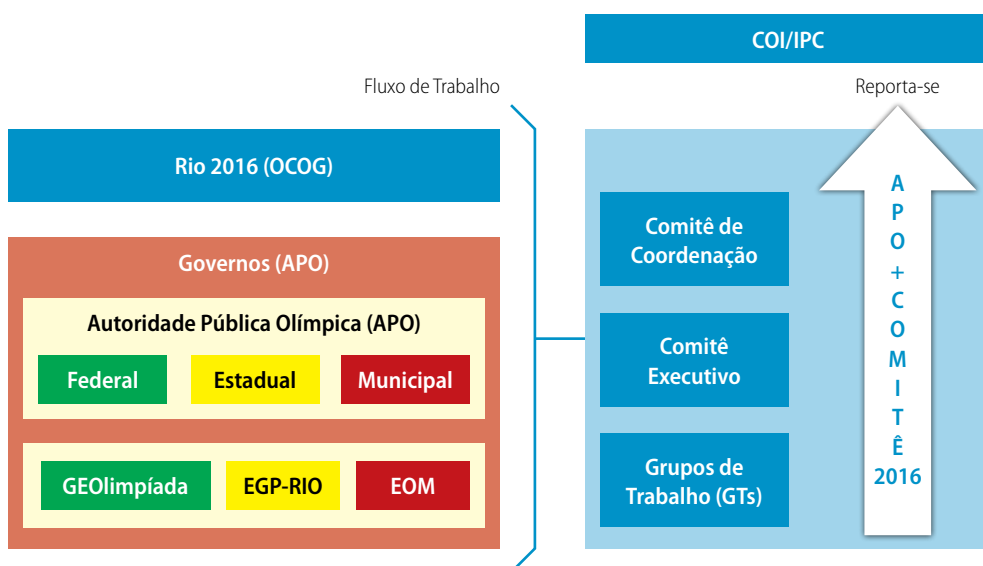 COI/IPC
Fluxo de Trabalho
Reporta-se
Rio 2016 (OCOG)
Governos (APO)
Autoridade Pública Olímpica (APO)
Federal
Estadual
Municipal
GEOlimpíada
EGP-RIO
EOM
Comitê de
Coordenação
Comitê
Executivo
Grupos de
Trabalho (GTs)
A
P
O
+
C
O
M
I
T
Ê
2016